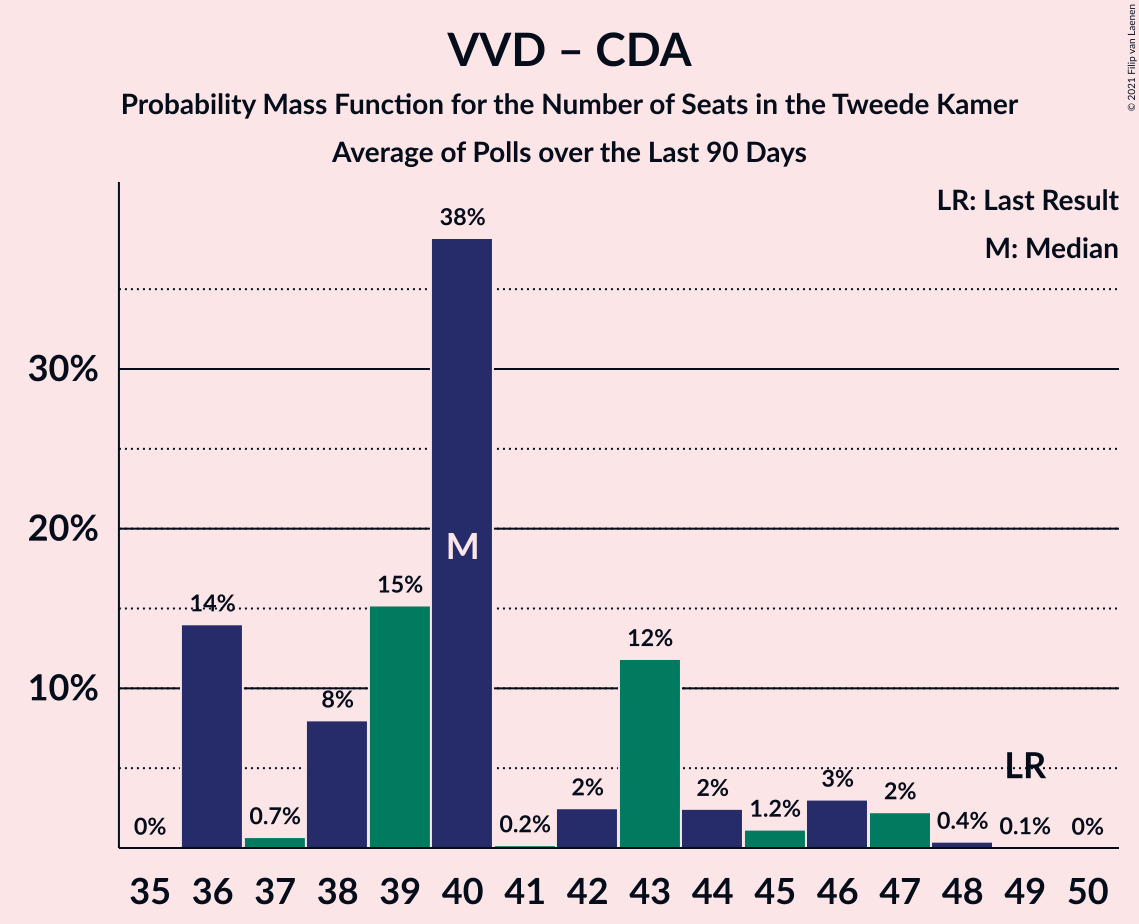 VVD – CDA
Probability Mass Function for the Number of Seats in the Tweede Kamer
Average of Polls over the Last 90 Days
© 2021 Filip van Laenen
LR: Last Result
M: Median
30%
20%
10%
0%
14%
0.7%
8%
15%
38%
M
0.2%
2%
12%
2%
1.2%
3%
2%
0.4%
LR
0.1%
0%
35 36 37 38 39 40 41 42 43 44 45 46 47 48 49 50